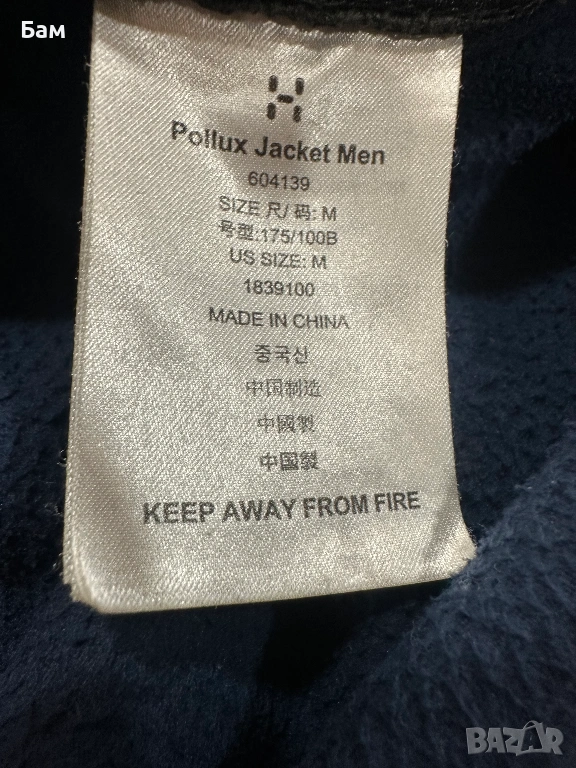 Бам
Pollux Jacket Men
604139
SIZE 尺/ 码: M
号型:175/100B
US SIZE: M
1839100
MADE IN CHINA
중국산
中国制造
中國製
中国製
KEEP AWAY FROM FIRE
BAZAR